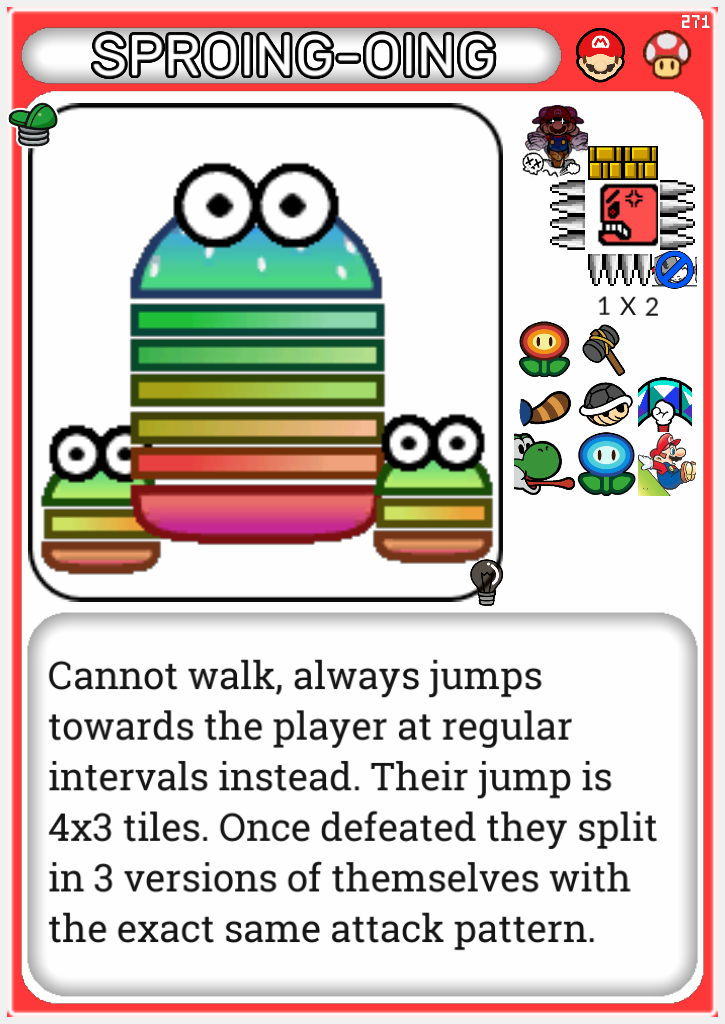 271
SPROING-OING
1 X 2
Cannot walk, always jumps
towards the player at regular
intervals instead. Their jump is
4x3 tiles. Once defeated they split
in 3 versions of themselves with
the exact same attack pattern.